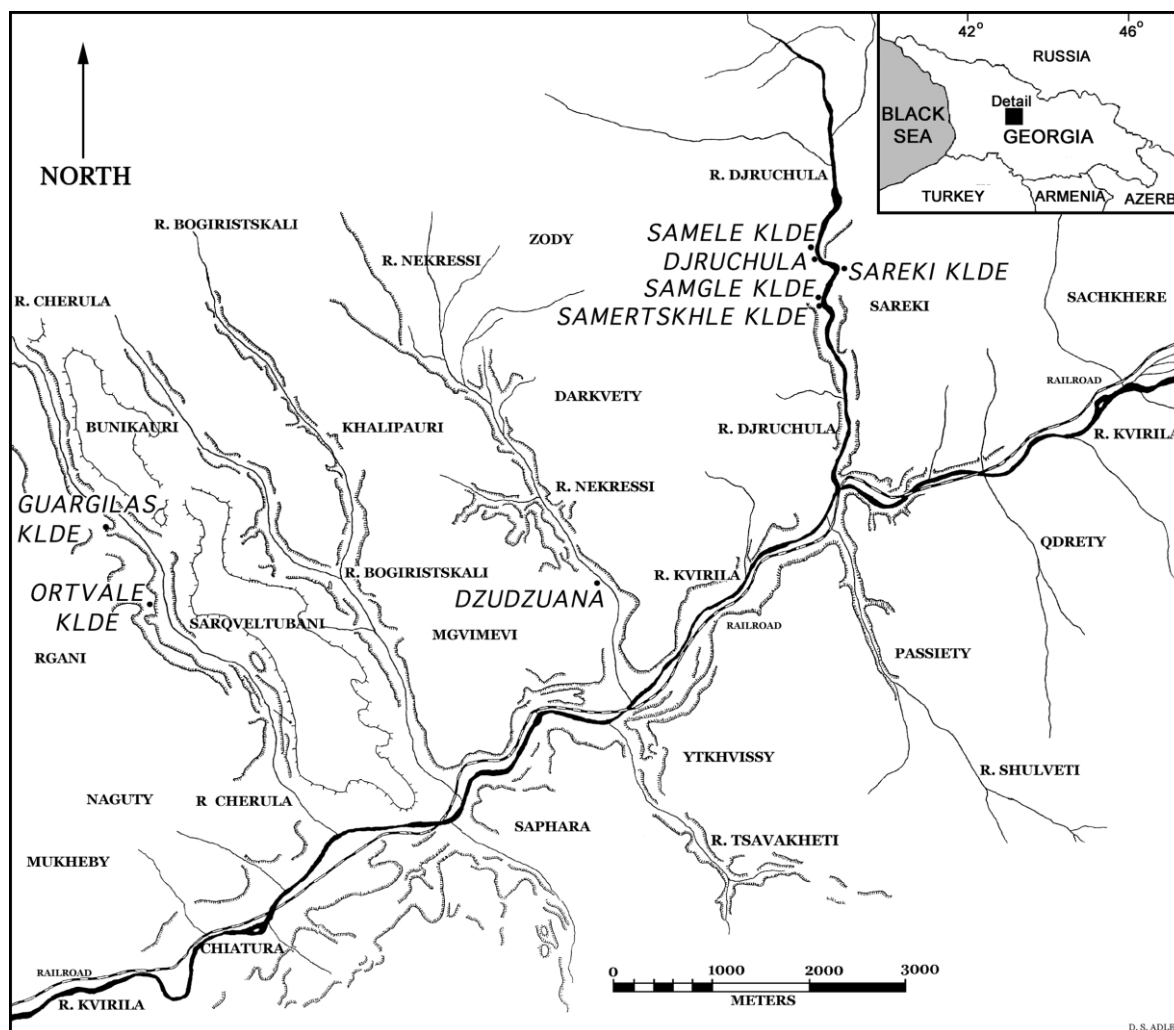 42°
46°
RUSSIA
BLACK
SEA
Detail
GEORGIA
TURKEY
ARMENIA
AZERB
NORTH
R. DJRUCHULA
R. BOGIRISTSKALI
ZODY
SAMELE KLDE
R. NEKRESSI
DJRUCHULA
SAREKI KLDE
SAMGLE KLDE
R. CHERULA
SACHKHERE
SAREKI
SAMERTSKHLE KLDE
RAILROAD
DARKVETY
BUNIKAURI
KHALIPAURI
R. DJRUCHULA
R. KVIRILA
R. NEKRESSI
GUARGILAS
KLDE
QDRETY
R. BOGIRISTSKALI
R. KVIRILA
ORTVALE
KLDE
DZUDZUANA
SARQVELTUBANI
RAILROAD
MGVIMEVI
PASSIETY
RGANI
YTKHVISSY
R. SHULVETI
NAGUTY
R CHERULA
SAPHARA
R. TSAVAKHETI
MUKHEBY
CHIATURA
RAILROAD
R. KVIRILA
0 1000 2000 3000
METERS